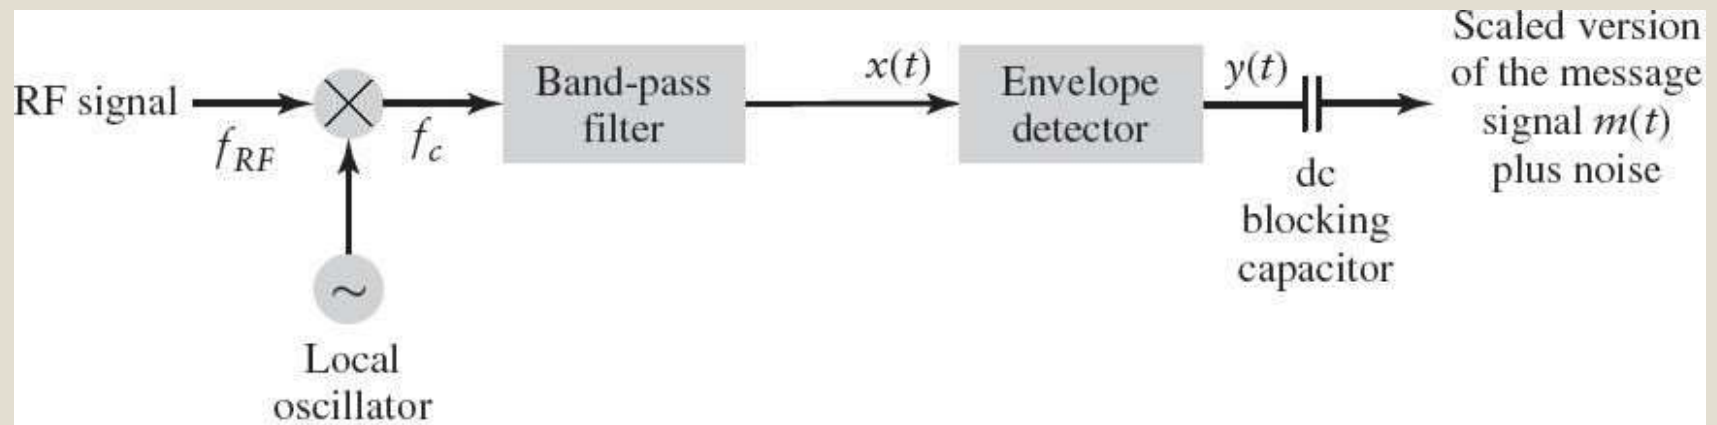 RF signal
f_RF
f_c
Band-pass
filter
x(t)
Envelope
detector
y(t)
dc
blocking
capacitor
Scaled version
of the message
signal m(t)
plus noise
~
Local
oscillator